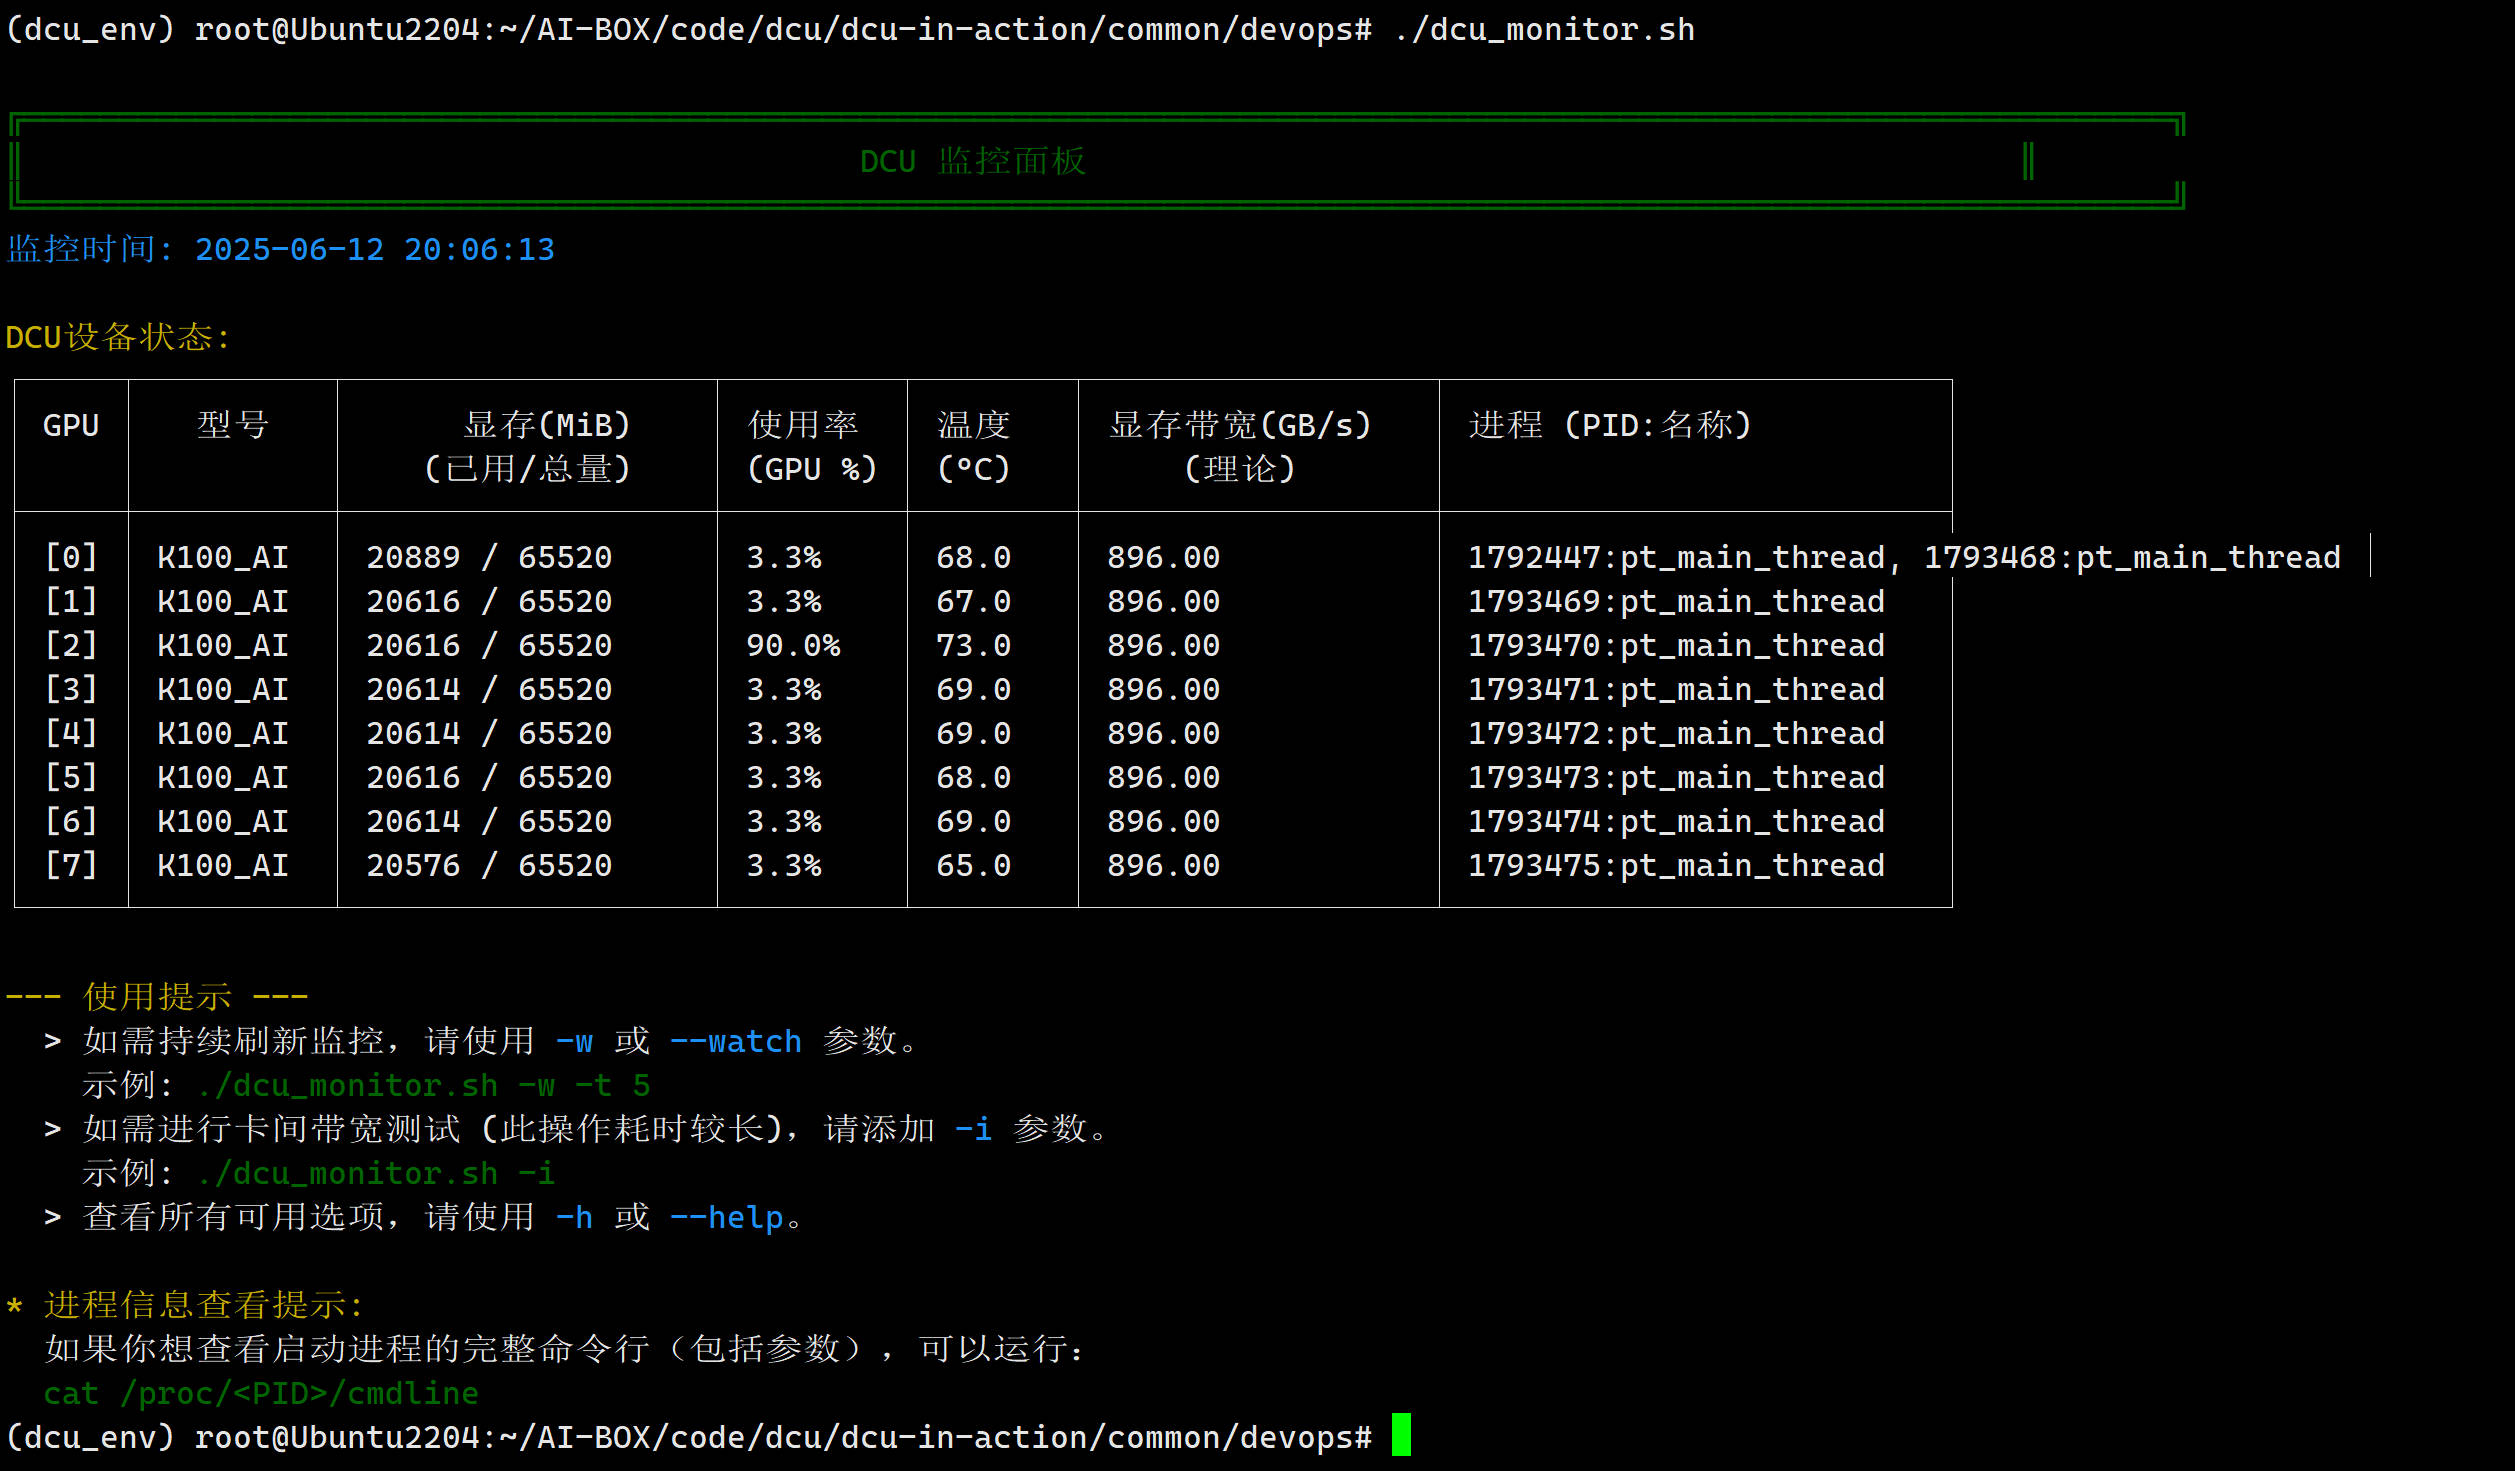 (dcu_env) root@Ubuntu2204:~/AI-BOX/code/dcu/dcu-in-action/common/devops# ./dcu_monitor.sh
DCU 监控面板
监控时间: 2025-06-12 20:06:13
DCU设备状态:
GPU 型号 显存(MiB) 使用率 温度 显存带宽(GB/s) 进程 (PID:名称)
(已用/总量) (GPU %) (°C) (理论)
[0] K100_AI 20889 / 65520 3.3% 68.0 896.00 1792447:pt_main_thread, 1793468:pt_main_thread
[1] K100_AI 20616 / 65520 3.3% 67.0 896.00 1793469:pt_main_thread
[2] K100_AI 20616 / 65520 90.0% 73.0 896.00 1793470:pt_main_thread
[3] K100_AI 20614 / 65520 3.3% 69.0 896.00 1793471:pt_main_thread
[4] K100_AI 20614 / 65520 3.3% 69.0 896.00 1793472:pt_main_thread
[5] K100_AI 20616 / 65520 3.3% 68.0 896.00 1793473:pt_main_thread
[6] K100_AI 20614 / 65520 3.3% 69.0 896.00 1793474:pt_main_thread
[7] K100_AI 20576 / 65520 3.3% 65.0 896.00 1793475:pt_main_thread
--- 使用提示 ---
> 如需持续刷新监控，请使用 -w 或 --watch 参数。
示例: ./dcu_monitor.sh -w -t 5
> 如需进行卡间带宽测试 (此操作耗时较长)，请添加 -i 参数。
示例: ./dcu_monitor.sh -i
> 查看所有可用选项，请使用 -h 或 --help。
* 进程信息查看提示:
如果你想查看启动进程的完整命令行（包括参数），可以运行:
cat /proc/<PID>/cmdline
(dcu_env) root@Ubuntu2204:~/AI-BOX/code/dcu/dcu-in-action/common/devops#